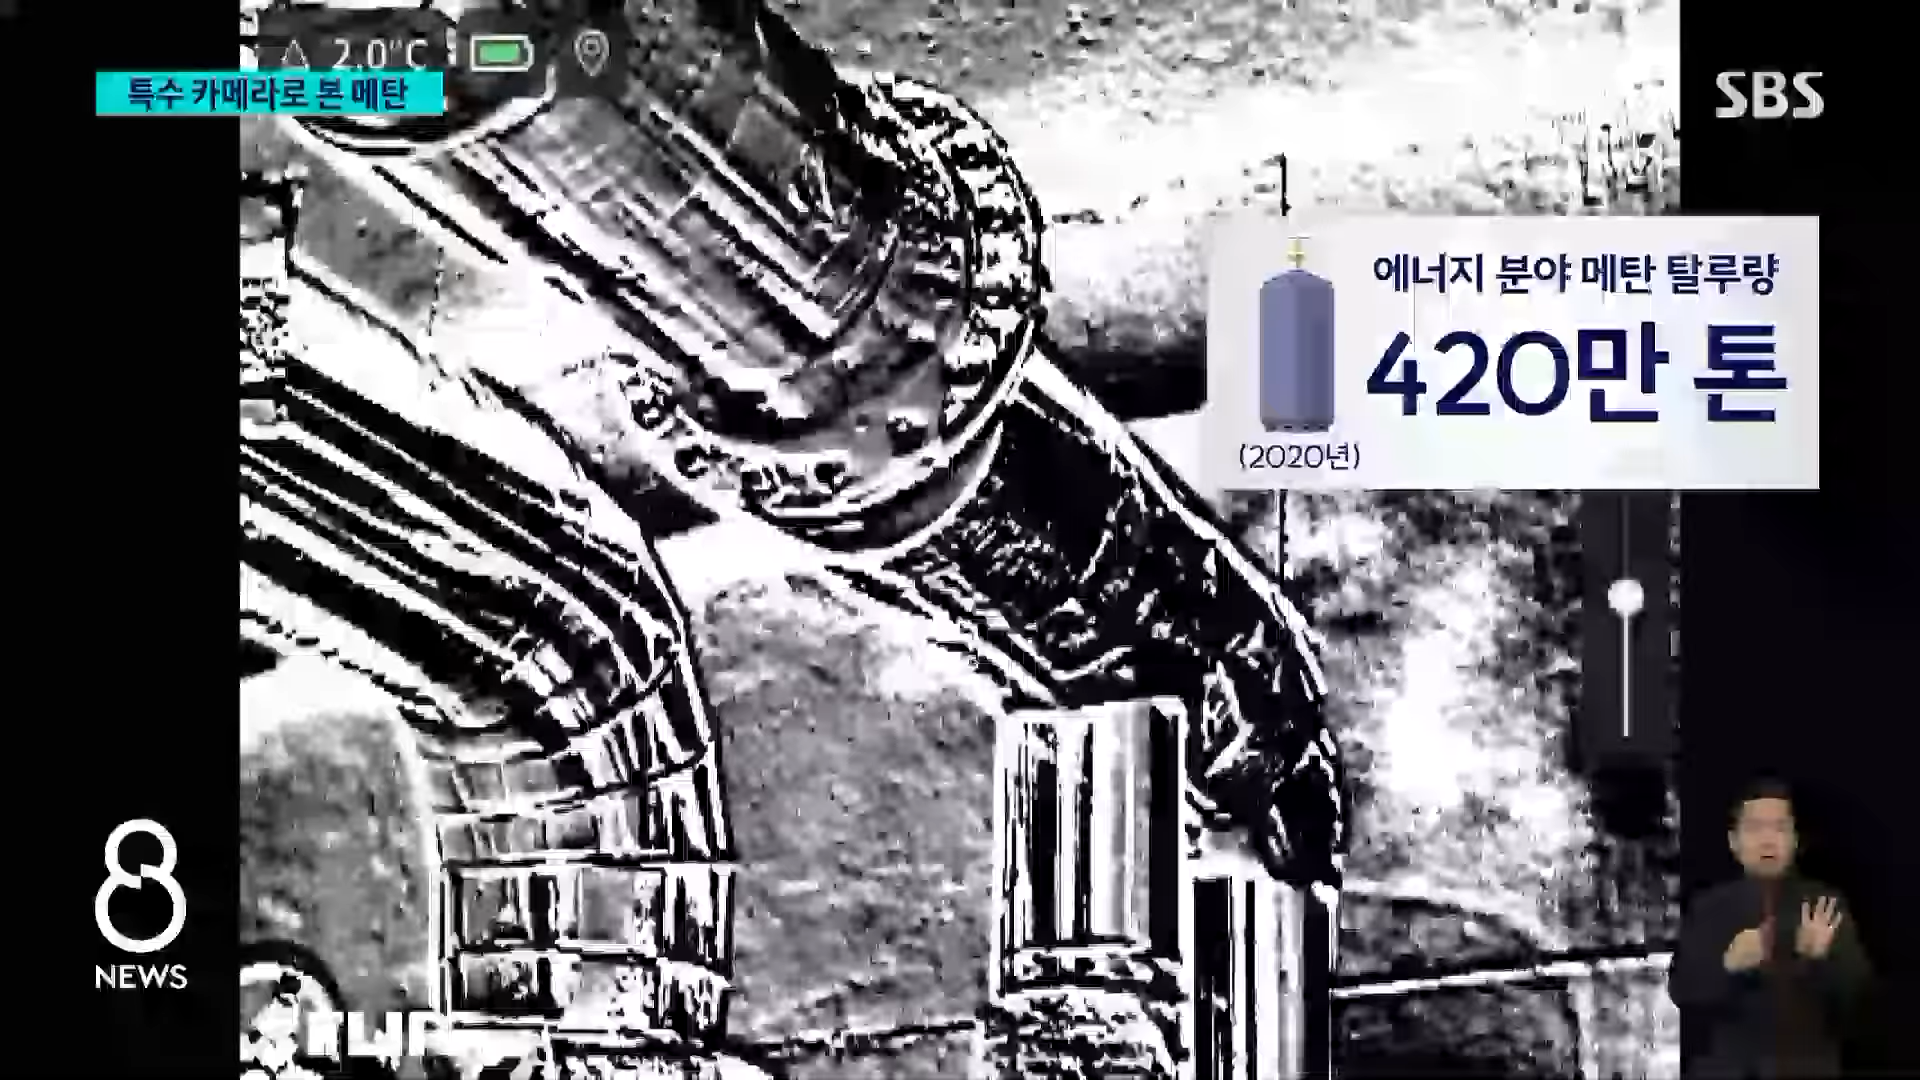 2.0°C
특수 카메라로 본 메탄
SBS
에너지 분야 메탄 탈루량
420만 톤
(2020년)
8
NEWS